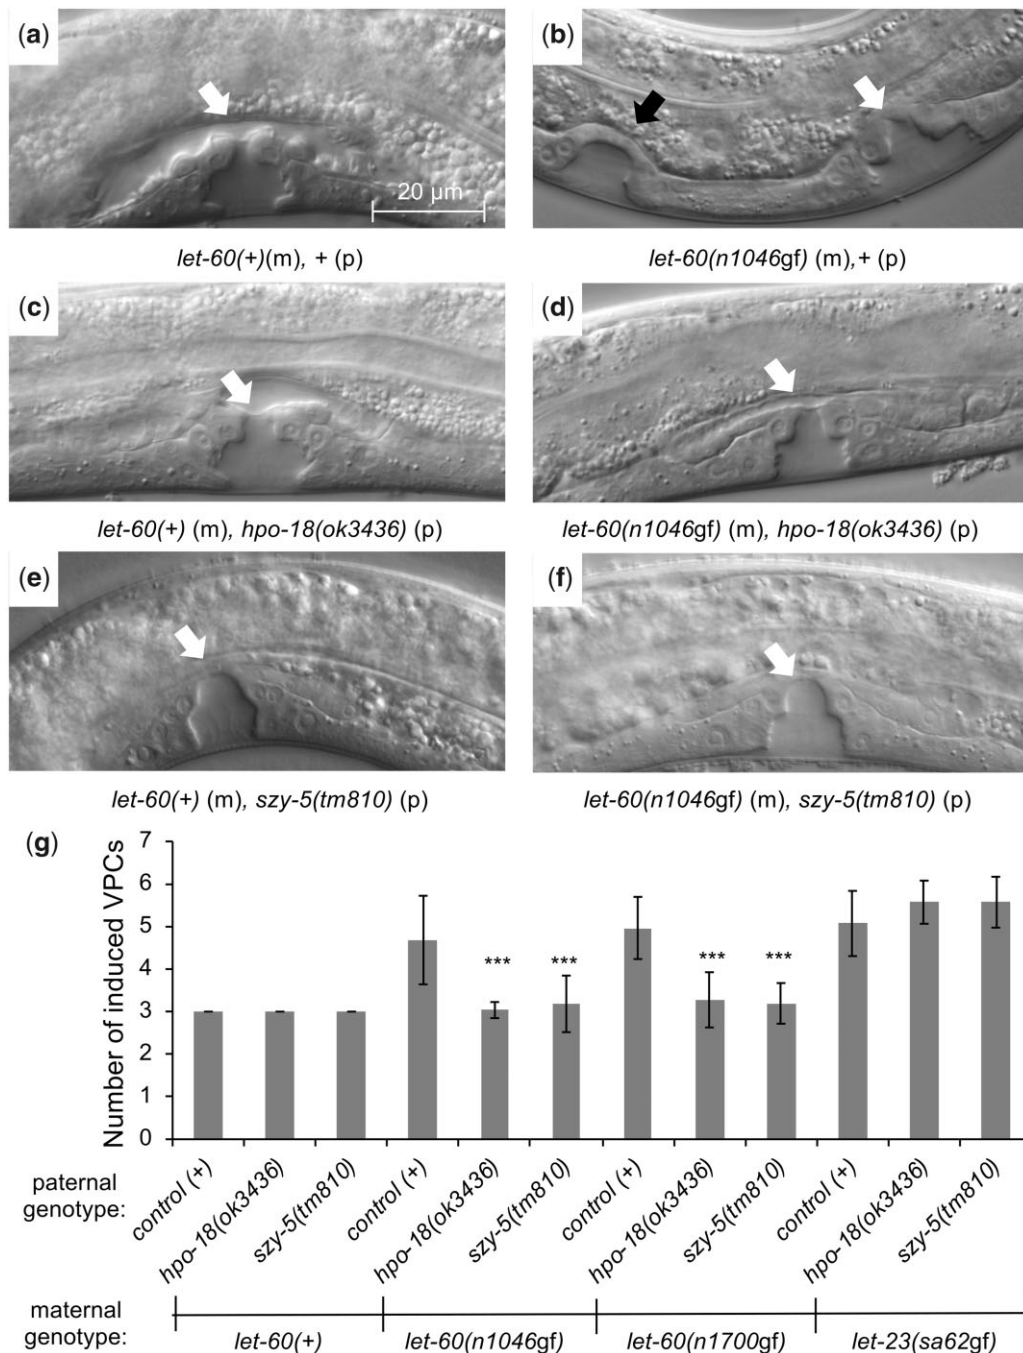 (a)
(b)
20 µm
let-60(+)(m), + (p)
let-60(n1046gf) (m),+ (p)
(c)
(d)
let-60(+) (m), hpo-18(ok3436) (p)
let-60(n1046gf) (m), hpo-18(ok3436) (p)
(e)
(f)
let-60(+) (m), szy-5(tm810) (p)
let-60(n1046gf) (m), szy-5(tm810) (p)
(g)
Number of induced VPCs
7
6
5
4
3
2
1
0
*** *** *** ***
paternal
genotype:
control (+)
hpo-18(ok3436)
szy-5(tm810)
control (+)
hpo-18(ok3436)
szy-5(tm810)
control (+)
hpo-18(ok3436)
szy-5(tm810)
control (+)
hpo-18(ok3436)
szy-5(tm810)
maternal
genotype:
let-60(+)
let-60(n1046gf)
let-60(n1700gf)
let-23(sa62gf)